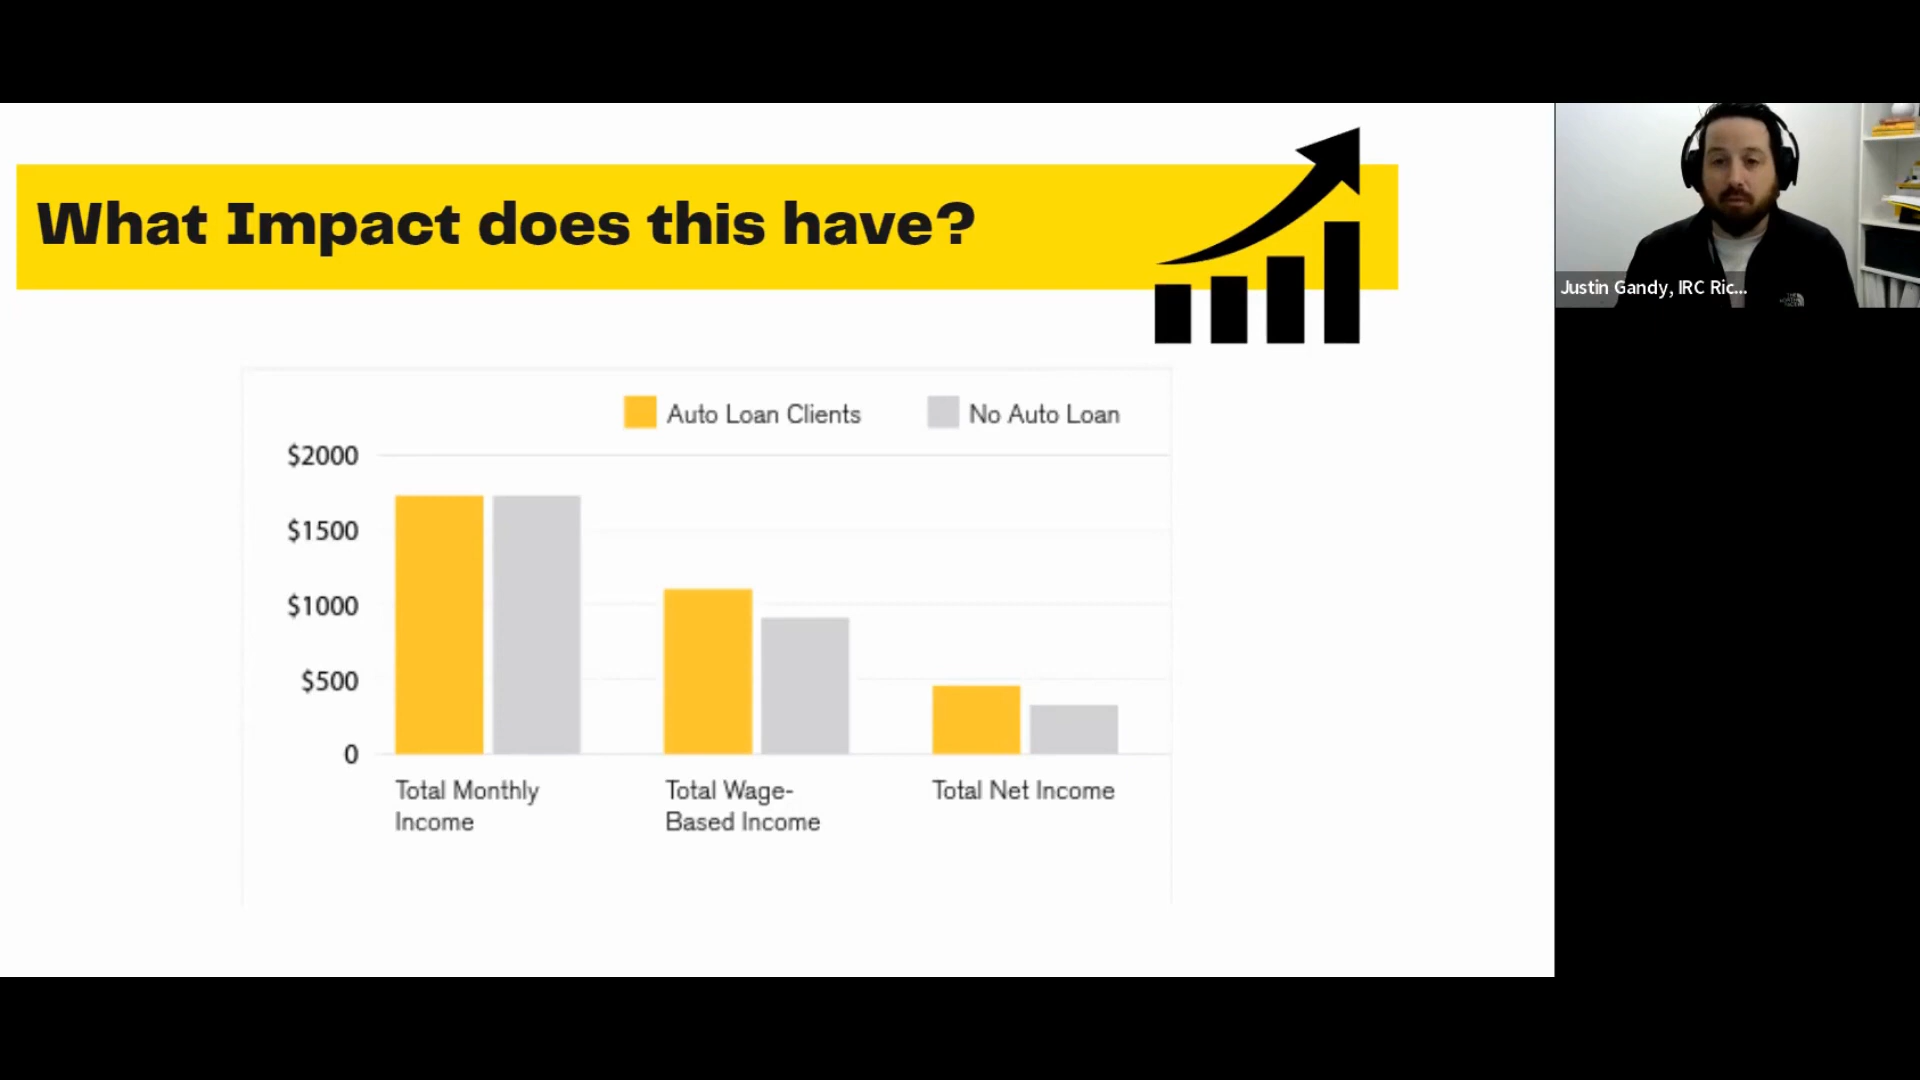 What Impact does this have?
Justin Gandy, IRC Ric...
Auto Loan Clients
No Auto Loan
$2000
$1500
$1000
$500
0
Total Monthly
Income
Total Wage-
Based Income
Total Net Income